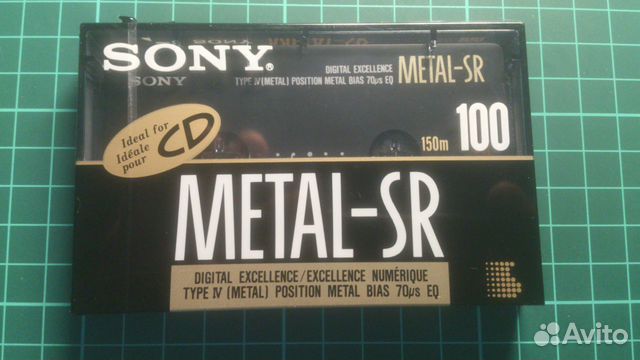 SONY®
SONY
DIGITAL EXCELLENCE METAL-SR
TYPE IV (METAL) POSITION METAL BIAS 70μs EQ
Ideal for
Idéale
pour
CD
150m 100
METAL-SR
DIGITAL EXCELLENCE/EXCELLENCE NUMÉRIQUE
TYPE IV (METAL) POSITION METAL BIAS 70μs EQ
Avito